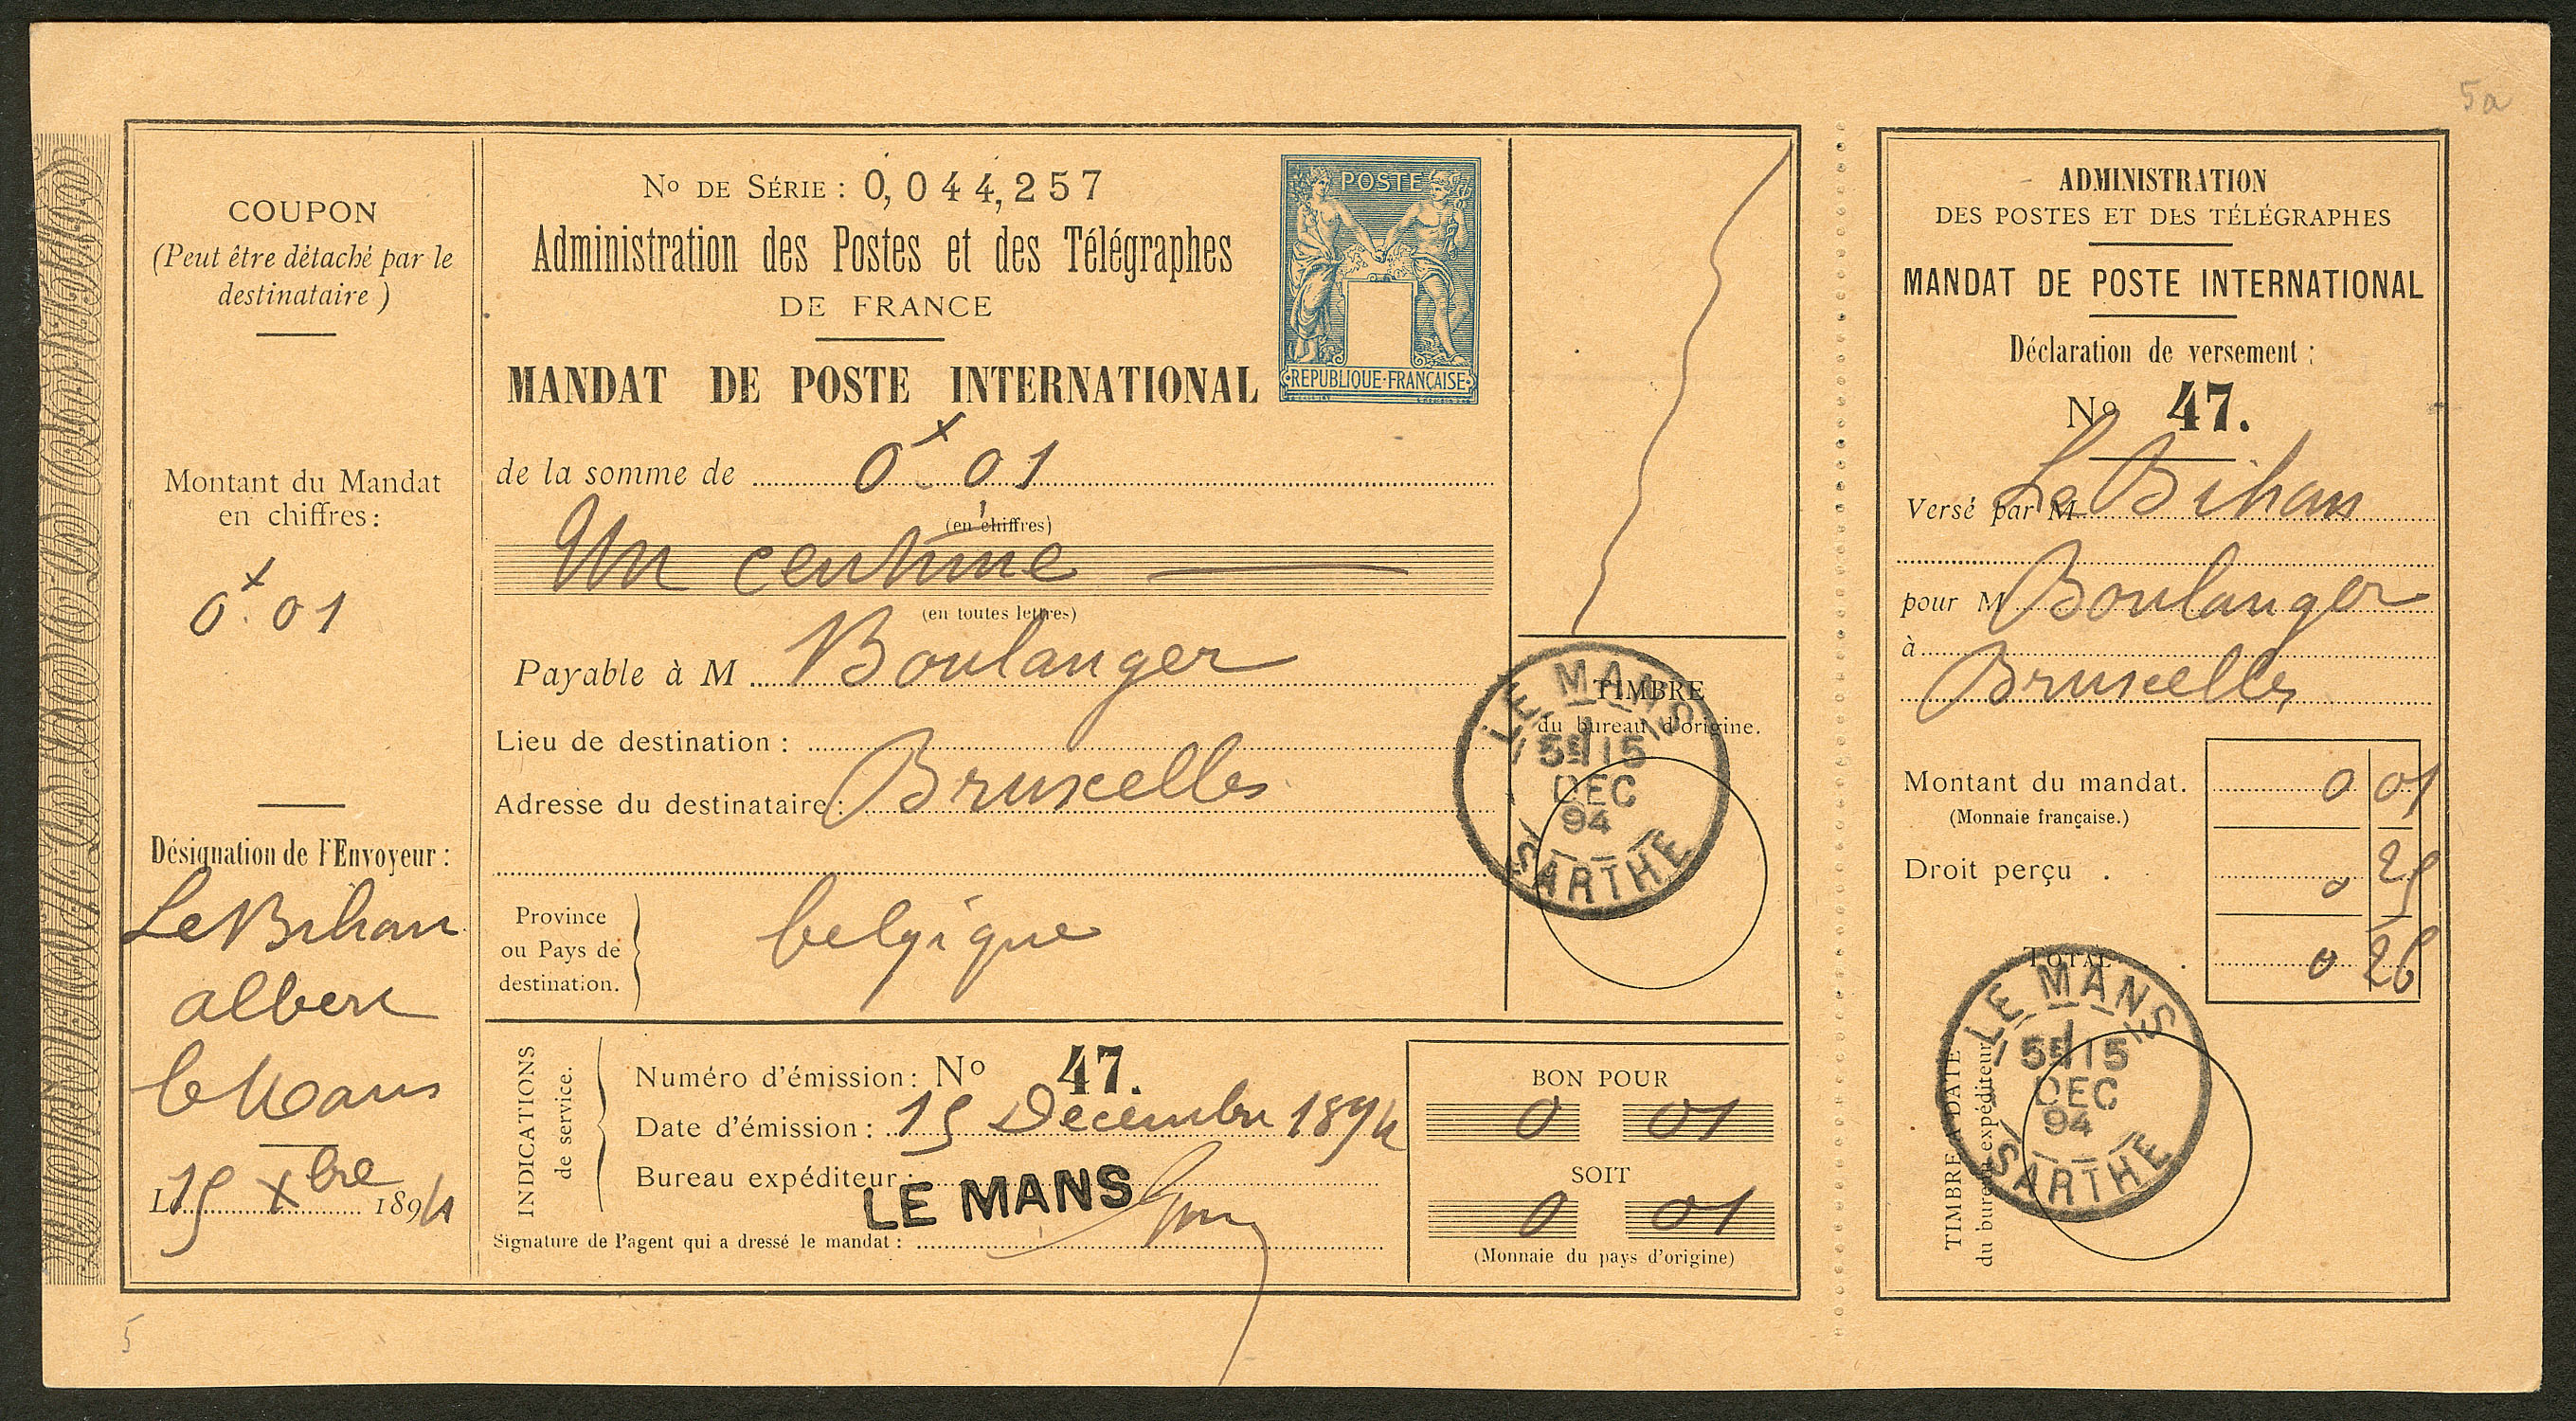 COUPON
(Peut être détaché par le
destinataire)
Montant du Mandat
en chiffres:
0x 01
Désignation de l'Envoyeur :
Le Bihan
albert
le Mans
L 15 Xbre 1894
No DE SÉRIE : 0,044,257
Administration des Postes et des Télégraphes
DE FRANCE
MANDAT DE POSTE INTERNATIONAL
POSTES
REPUBLIQUE·FRANÇAISE
de la somme de 0x 01
(en chiffres)
Un centime
(en toutes lettres)
Payable à M Boulanger
Lieu de destination :
Adresse du destinataire : Bruxelles
Province
ou Pays de
destination.
belgique
TIMBRE
du bureau d'origine.
LE MANS
5E 15
DEC
94
SARTHE
INDICATIONS
de service.
Numéro d'émission: No 47.
Date d'émission : 15 Decembre 1894
Bureau expéditeur : LE MANS
Signature de l'agent qui a dressé le mandat :
BON POUR
0 01
SOIT
0 01
(Monnaie du pays d'origine)
ADMINISTRATION
DES POSTES ET DES TÉLÉGRAPHES
MANDAT DE POSTE INTERNATIONAL
Déclaration de versement :
No 47.
Versé par M Le Bihan
pour M Boulanger
à
Bruxelles
Montant du mandat. 0 01
(Monnaie française.)
Droit perçu . 0 25
TOTAL . 0 26
TIMBRE A DATE
du bureau expéditeur
LE MANS
5E 15
DEC
94
SARTHE
5a
5